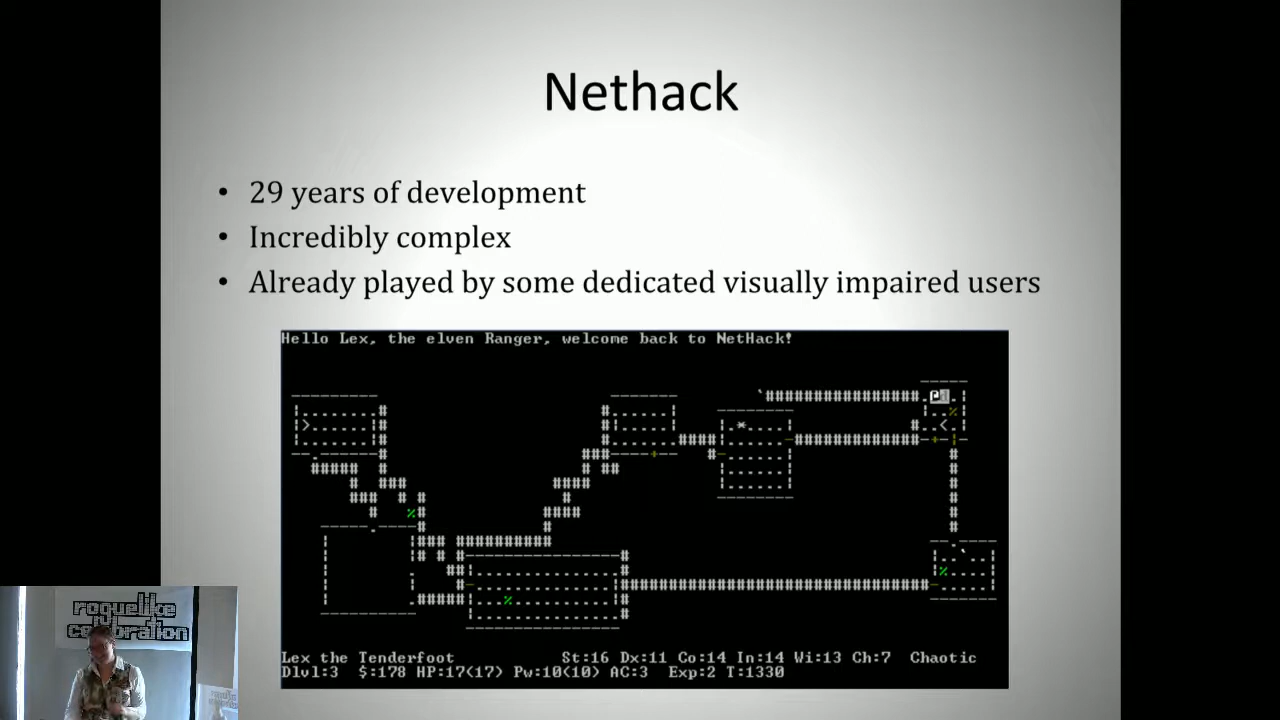 Nethack
• 29 years of development
• Incredibly complex
• Already played by some dedicated visually impaired users
Hello Lex, the elven Ranger, welcome back to NetHack!
Lex the Tenderfoot St:16 Dx:11 Co:14 In:14 Wi:13 Ch:7 Chaotic
Dlvl:3 $:178 HP:17(17) Pw:10(10) AC:3 Exp:2 T:1330
roguelike
celebration